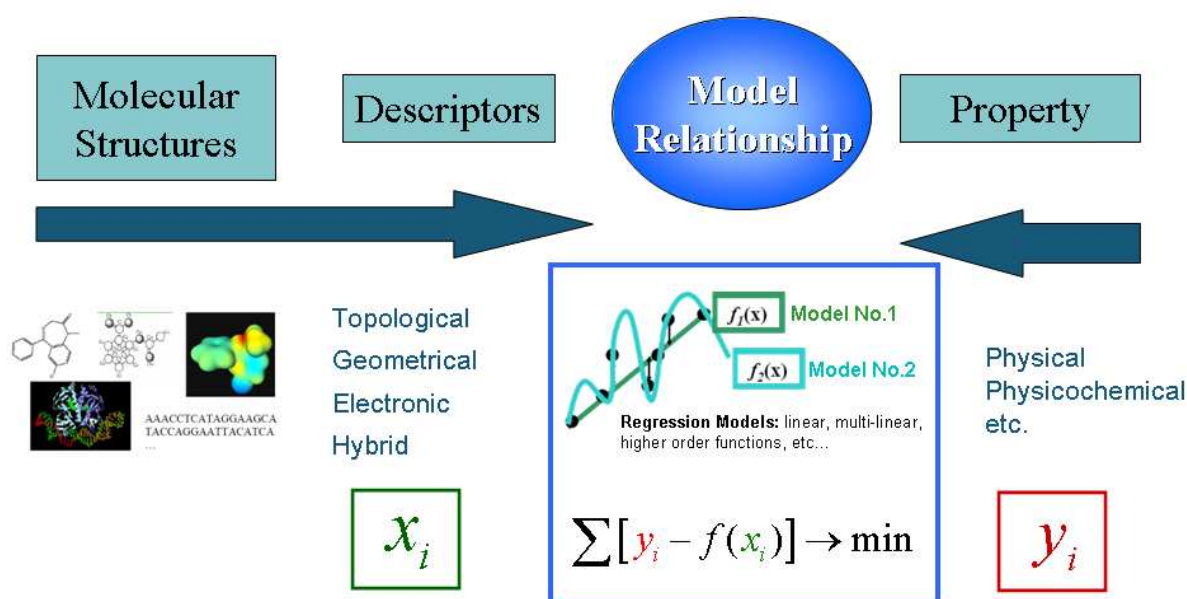 Molecular
Structures
Descriptors
Model
Relationship
Property
AAACCTCATAGGAAGCA
TACCAGGAATTACATCA
...
Topological
Geometrical
Electronic
Hybrid
f₁(x) Model No.1
f₂(x) Model No.2
Regression Models: linear, multi-linear,
higher order functions, etc...
Physical
Physicochemical
etc.
xᵢ
∑[yᵢ – f(xᵢ)] → min
yᵢ